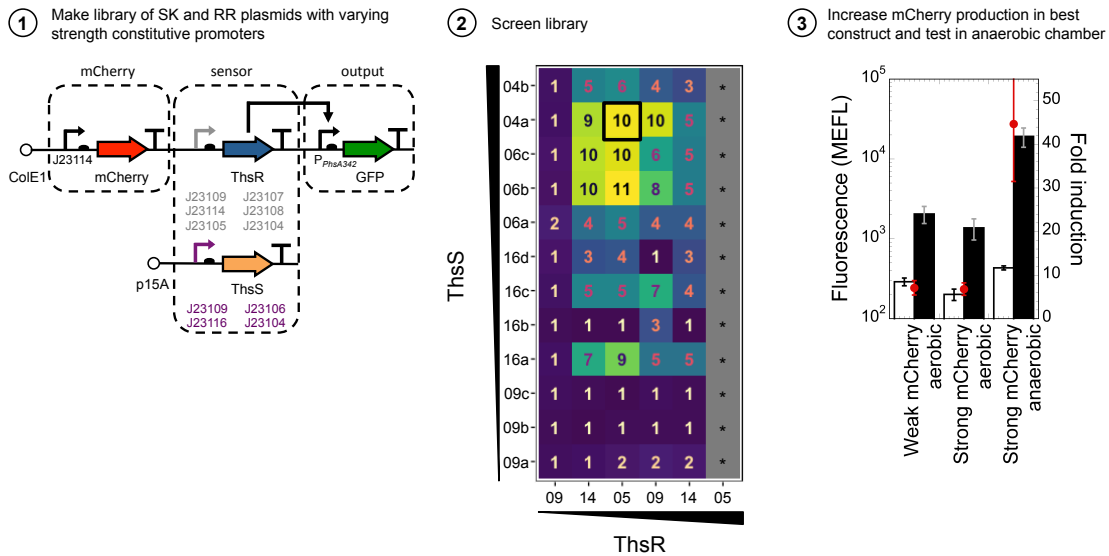 1 Make library of SK and RR plasmids with varying
strength constitutive promoters
mCherry sensor output
J23114
ColE1 mCherry ThsR PPhsA342 GFP
J23109 J23107
J23114 J23108
J23105 J23104
p15A ThsS
J23109 J23106
J23116 J23104
2 Screen library
ThsS
04b 1 5 6 4 3 *
04a 1 9 10 10 5 *
06c 1 10 10 6 5 *
06b 1 10 11 8 5 *
06a 2 4 5 4 4 *
16d 1 3 4 1 3 *
16c 1 5 5 7 4 *
16b 1 1 1 3 1 *
16a 1 7 9 5 5 *
09c 1 1 1 1 1 *
09b 1 1 1 1 1 *
09a 1 1 2 2 2 *
09 14 05 09 14 05
ThsR
3 Increase mCherry production in best
construct and test in anaerobic chamber
Fluorescence (MEFL)
10^5
10^4
10^3
10^2
50
40
30
20
10
0
Fold induction
Weak mCherry
aerobic
Strong mCherry
aerobic
Strong mCherry
anaerobic